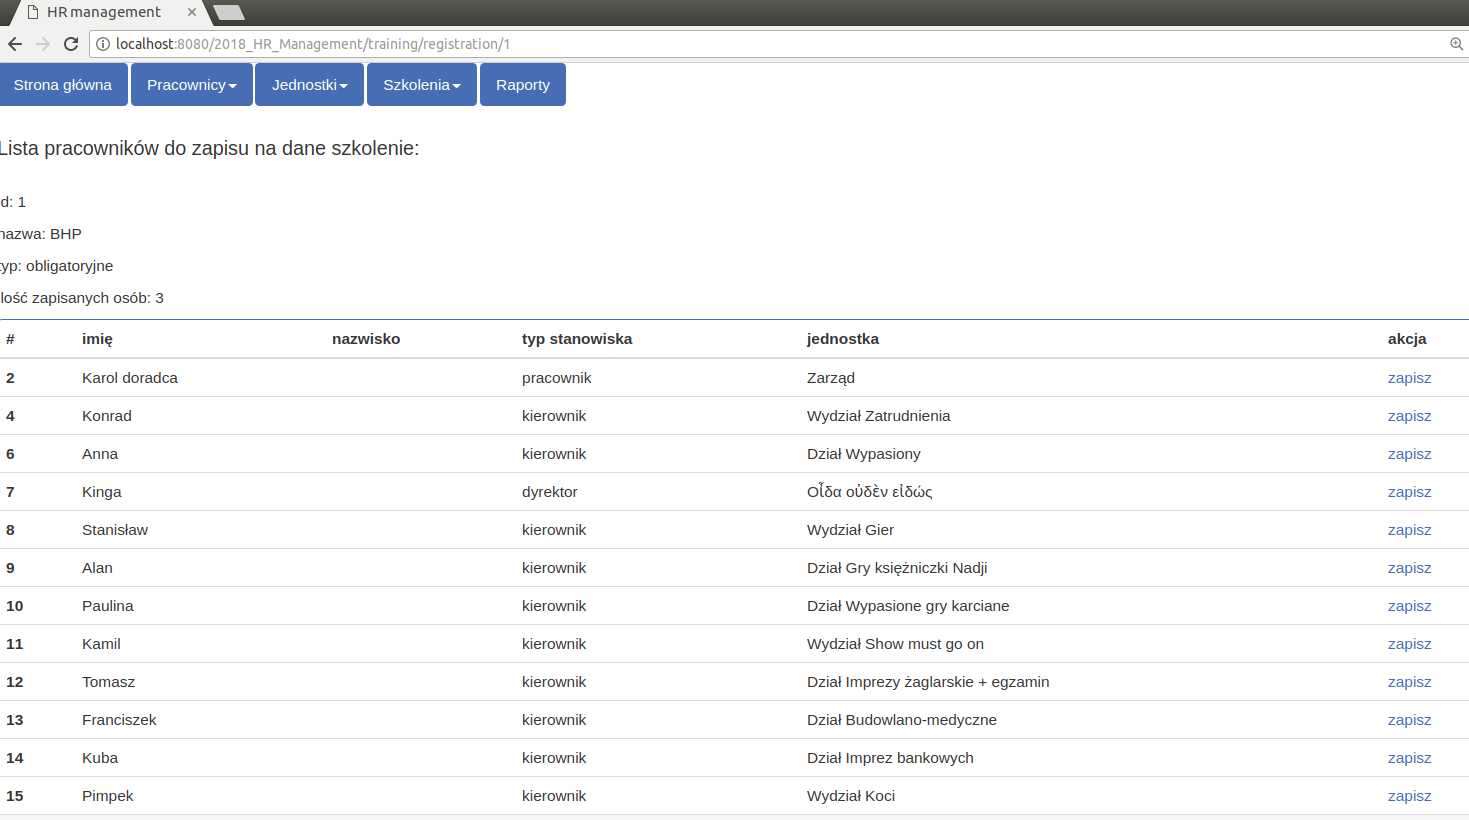 HR management
localhost:8080/2018_HR_Management/training/registration/1
Strona główna Pracownicy Jednostki Szkolenia Raporty
Lista pracowników do zapisu na dane szkolenie:
id: 1
nazwa: BHP
typ: obligatoryjne
ilość zapisanych osób: 3
# imię nazwisko typ stanowiska jednostka akcja
2 Karol doradca pracownik Zarząd zapisz
4 Konrad kierownik Wydział Zatrudnienia zapisz
6 Anna kierownik Dział Wypasiony zapisz
7 Kinga dyrektor Οἶδα οὐδὲν εἰδώς zapisz
8 Stanisław kierownik Wydział Gier zapisz
9 Alan kierownik Dział Gry księżniczki Nadji zapisz
10 Paulina kierownik Dział Wypasione gry karciane zapisz
11 Kamil kierownik Wydział Show must go on zapisz
12 Tomasz kierownik Dział Imprezy żaglarskie + egzamin zapisz
13 Franciszek kierownik Dział Budowlano-medyczne zapisz
14 Kuba kierownik Dział Imprez bankowych zapisz
15 Pimpek kierownik Wydział Koci zapisz